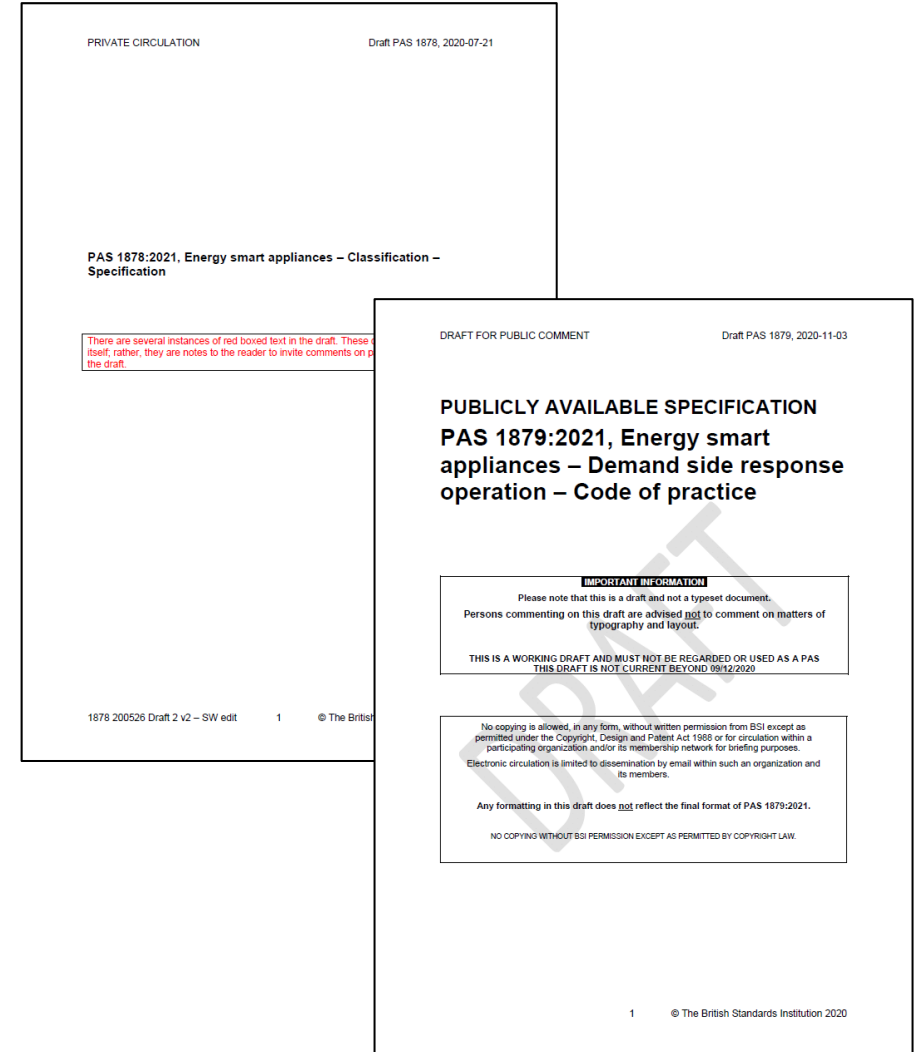 PRIVATE CIRCULATION Draft PAS 1878, 2020-07-21
PAS 1878:2021, Energy smart appliances – Classification –
Specification
There are several instances of red boxed text in the draft. These
itself; rather, they are notes to the reader to invite comments on
the draft.
1878 200526 Draft 2 v2 – SW edit 1 © The British
DRAFT FOR PUBLIC COMMENT Draft PAS 1879, 2020-11-03
PUBLICLY AVAILABLE SPECIFICATION
PAS 1879:2021, Energy smart
appliances – Demand side response
operation – Code of practice
IMPORTANT INFORMATION
Please note that this is a draft and not a typeset document.
Persons commenting on this draft are advised not to comment on matters of
typography and layout.
THIS IS A WORKING DRAFT AND MUST NOT BE REGARDED OR USED AS A PAS
THIS DRAFT IS NOT CURRENT BEYOND 09/12/2020
No copying is allowed, in any form, without written permission from BSI except as
permitted under the Copyright, Design and Patent Act 1988 or for circulation within a
participating organization and/or its membership network for briefing purposes.
Electronic circulation is limited to dissemination by email within such an organization and
its members.
Any formatting in this draft does not reflect the final format of PAS 1879:2021.
NO COPYING WITHOUT BSI PERMISSION EXCEPT AS PERMITTED BY COPYRIGHT LAW.
DRAFT
1 © The British Standards Institution 2020